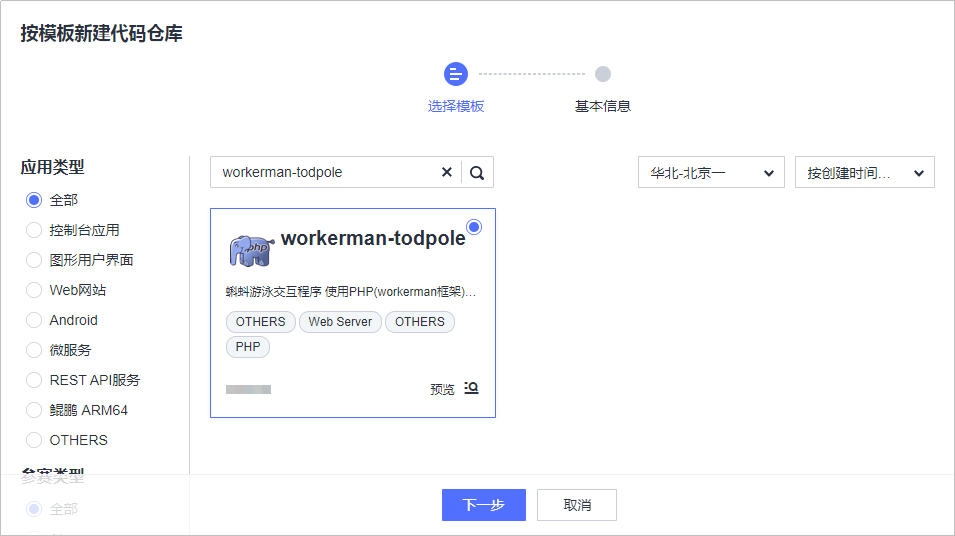 按模板新建代码仓库
选择模板
基本信息
应用类型
全部
控制台应用
图形用户界面
Web网站
Android
微服务
REST API服务
鲲鹏 ARM64
OTHERS
参赛类型
全部
workerman-todpole
华北-北京一
按创建时间…
php
workerman-todpole
蝌蚪游泳交互程序 使用PHP(workerman框架)…
OTHERS Web Server OTHERS
PHP
预览
下一步
取消